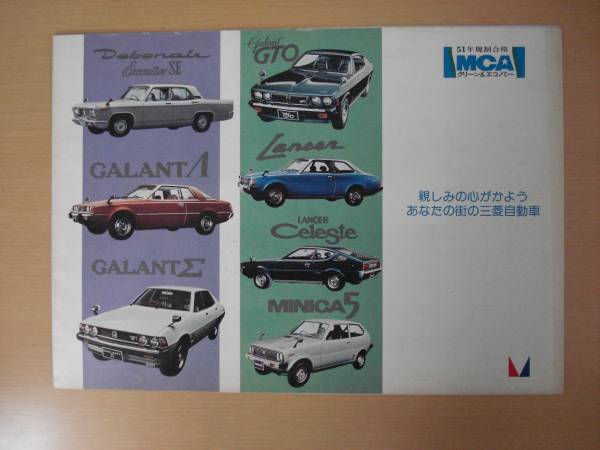 Debonair
Executive SE
GALANT Λ
GALANT Σ
Galant
GTO
Lancer
LANCER
Celeste
MINICA 5
51年規制合格
MCA
クリーン&エコノミー
親しみの心がかよう
あなたの街の三菱自動車